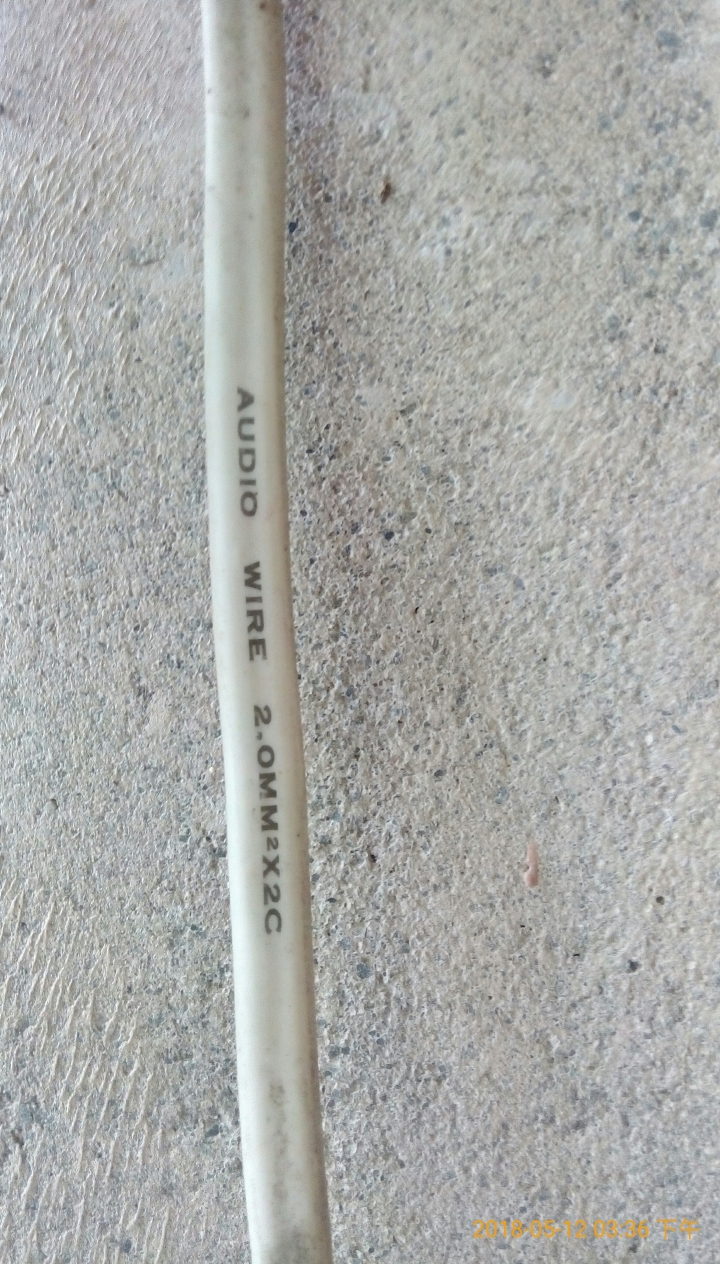 AUDIO WIRE 2.0MM²X2C
2018-05-12 03:36 下午